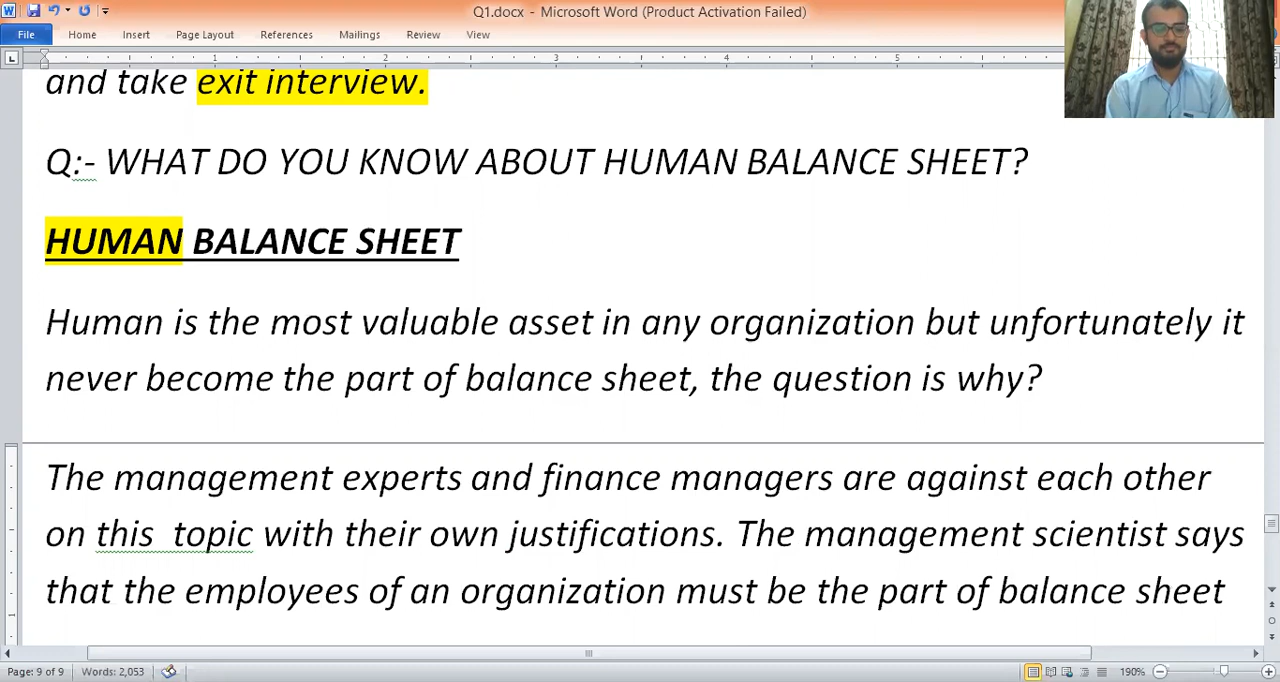 Q1.docx - Microsoft Word (Product Activation Failed)
File Home Insert Page Layout References Mailings Review View
1 2 3 4 5
and take exit interview.
Q:- WHAT DO YOU KNOW ABOUT HUMAN BALANCE SHEET?
HUMAN BALANCE SHEET
Human is the most valuable asset in any organization but unfortunately it
never become the part of balance sheet, the question is why?
The management experts and finance managers are against each other
on this  topic with their own justifications. The management scientist says
that the employees of an organization must be the part of balance sheet
Page: 9 of 9 Words: 2,053 190%